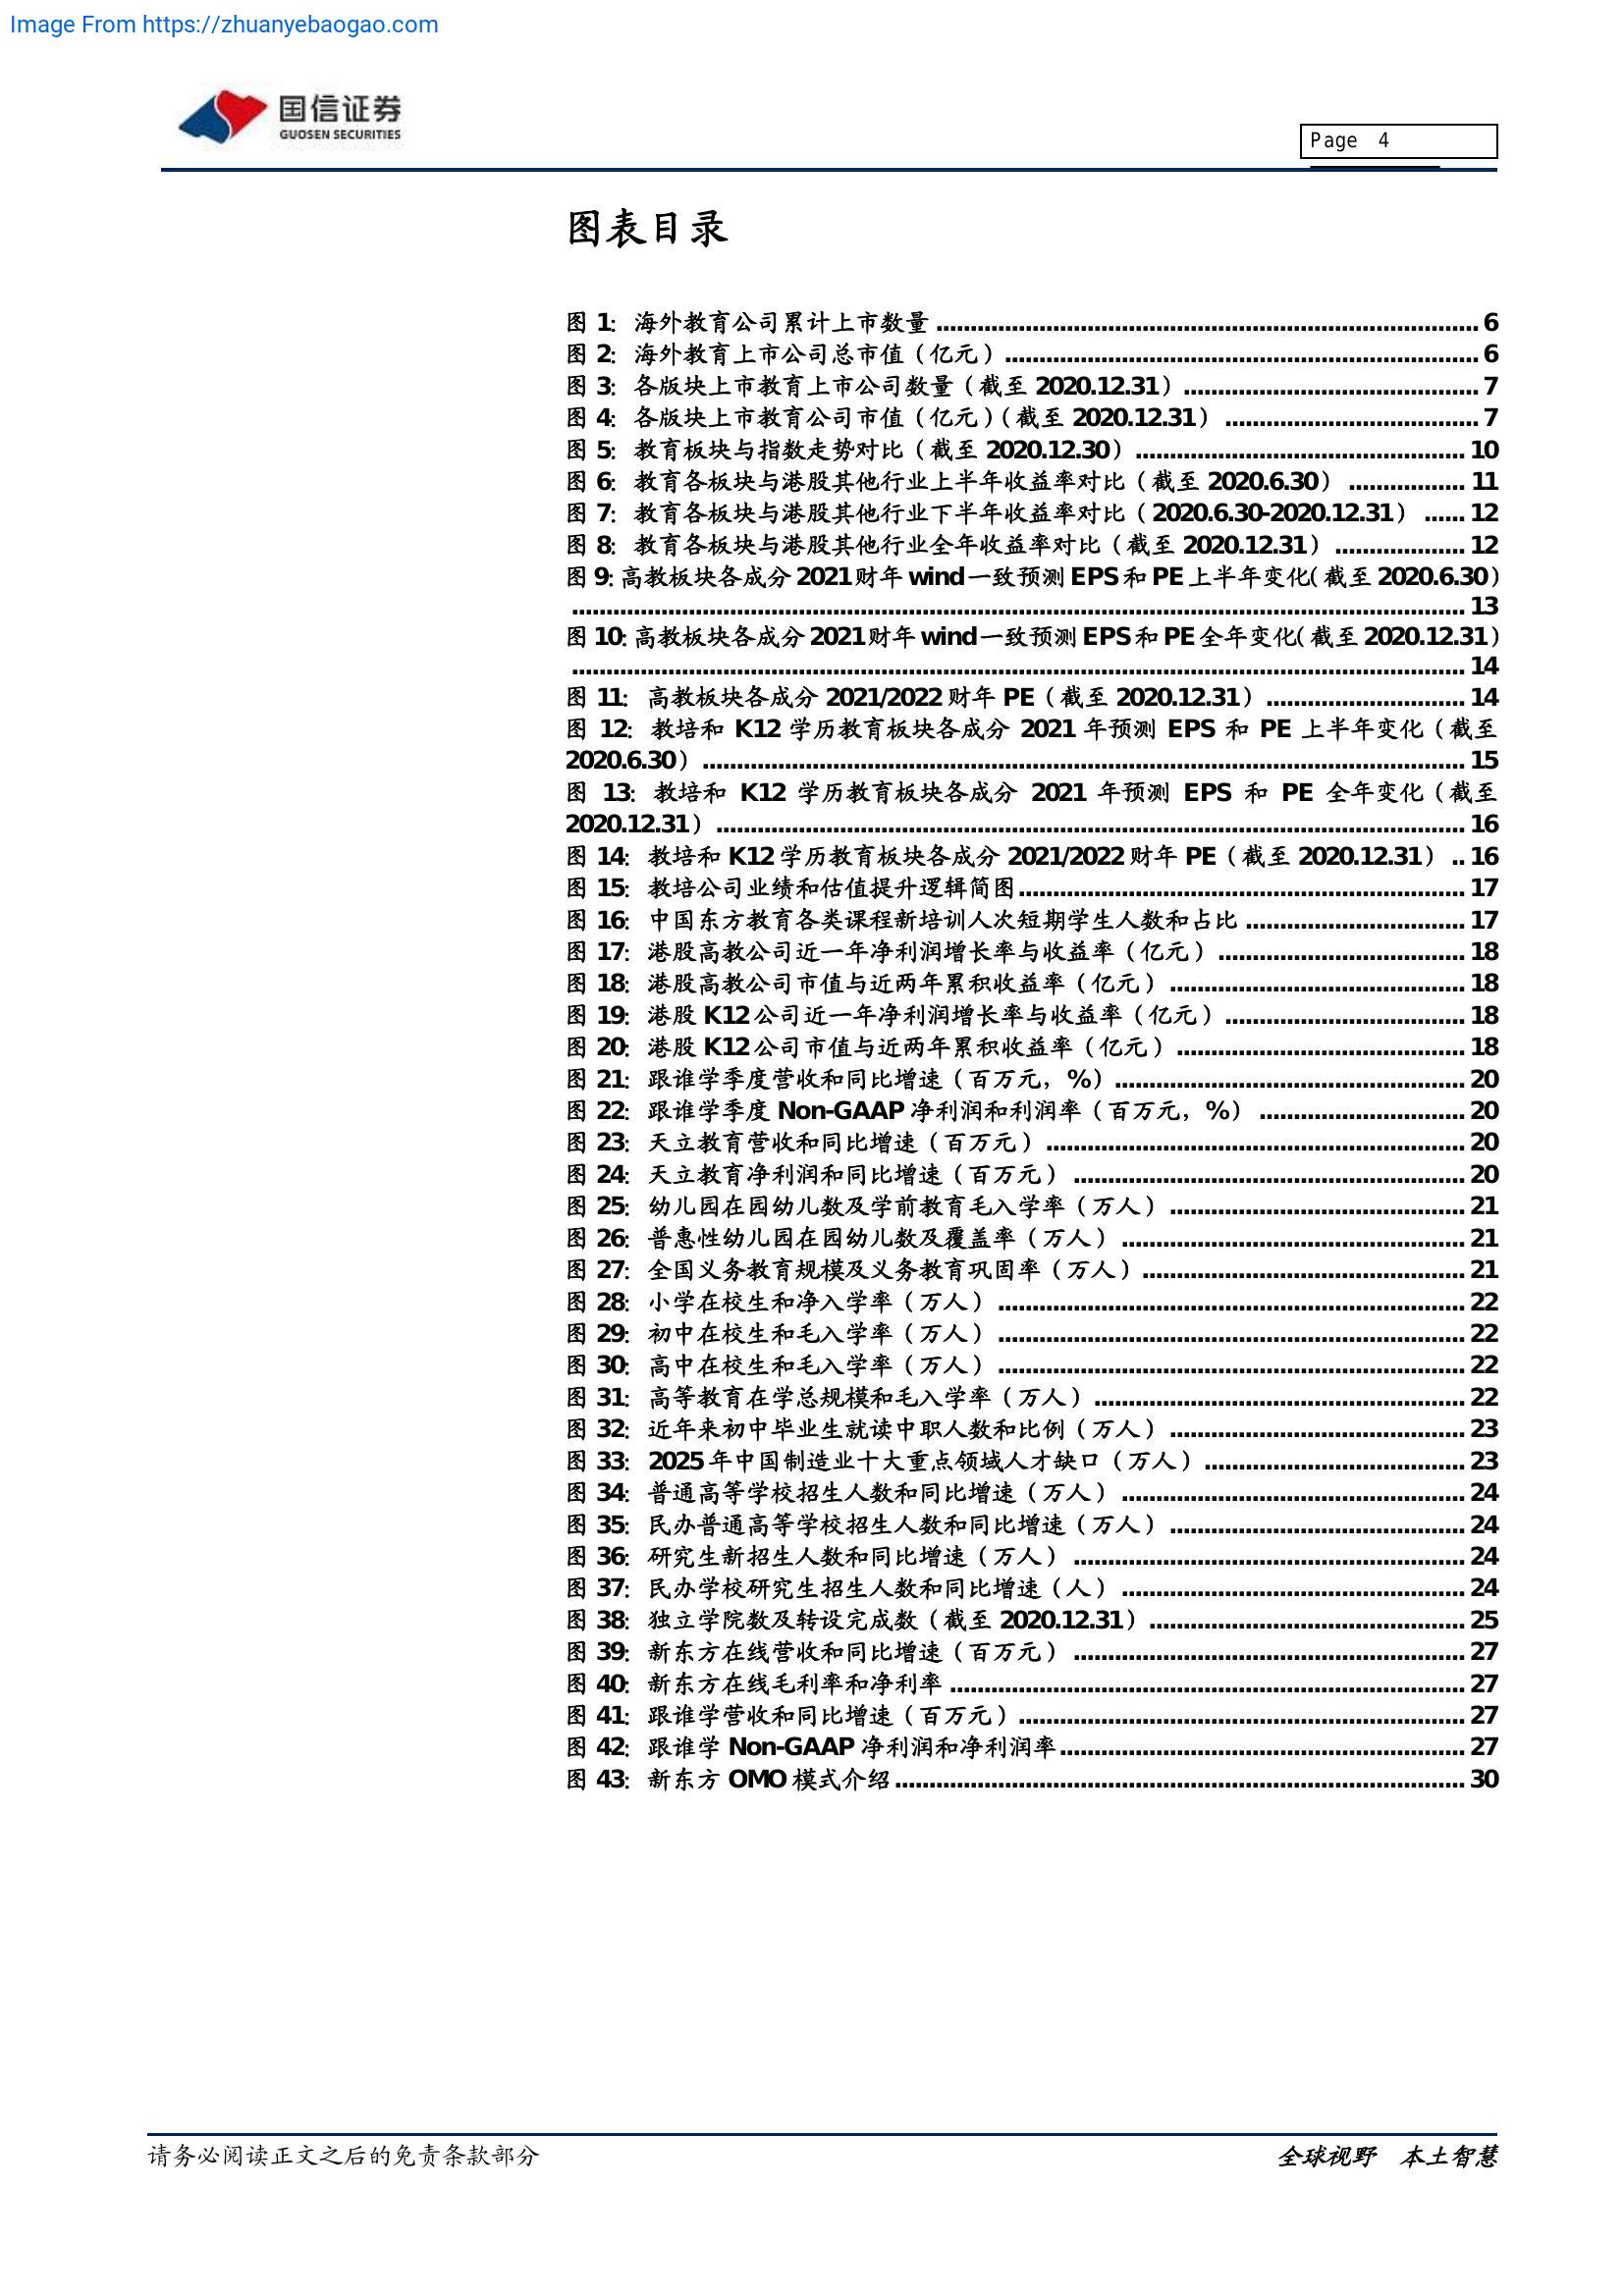 Image From https://zhuanyebaogao.com
国信证券
GUOSEN SECURITIES
Page 4
图表目录
图 1: 海外教育公司累计上市数量 ........ 6
图 2: 海外教育上市公司总市值（亿元） ........ 6
图 3: 各版块上市教育上市公司数量（截至 2020.12.31） ........ 7
图 4: 各版块上市教育公司市值（亿元）（截至 2020.12.31） ........ 7
图 5: 教育板块与指数走势对比（截至 2020.12.30） ........ 10
图 6: 教育各板块与港股其他行业上半年收益率对比（截至 2020.6.30） ........ 11
图 7: 教育各板块与港股其他行业下半年收益率对比（2020.6.30-2020.12.31） ...... 12
图 8: 教育各板块与港股其他行业全年收益率对比（截至 2020.12.31） ........ 12
图 9: 高教板块各成分 2021 财年 wind 一致预测 EPS 和 PE 上半年变化（截至 2020.6.30）
........ 13
图 10: 高教板块各成分 2021 财年 wind 一致预测 EPS 和 PE 全年变化（截至 2020.12.31）
........ 14
图 11: 高教板块各成分 2021/2022 财年 PE（截至 2020.12.31） ........ 14
图 12: 教培和 K12 学历教育板块各成分 2021 年预测 EPS 和 PE 上半年变化（截至
2020.6.30） ........ 15
图 13: 教培和 K12 学历教育板块各成分 2021 年预测 EPS 和 PE 全年变化（截至
2020.12.31） ........ 16
图 14: 教培和 K12 学历教育板块各成分 2021/2022 财年 PE（截至 2020.12.31） .. 16
图 15: 教培公司业绩和估值提升逻辑简图 ........ 17
图 16: 中国东方教育各类课程新培训人次短期学生人数和占比 ........ 17
图 17: 港股高教公司近一年净利润增长率与收益率（亿元） ........ 18
图 18: 港股高教公司市值与近两年累积收益率（亿元） ........ 18
图 19: 港股 K12 公司近一年净利润增长率与收益率（亿元） ........ 18
图 20: 港股 K12 公司市值与近两年累积收益率（亿元） ........ 18
图 21: 跟谁学季度营收和同比增速（百万元，%） ........ 20
图 22: 跟谁学季度 Non-GAAP 净利润和利润率（百万元，%） ........ 20
图 23: 天立教育营收和同比增速（百万元） ........ 20
图 24: 天立教育净利润和同比增速（百万元） ........ 20
图 25: 幼儿园在园幼儿数及学前教育毛入学率（万人） ........ 21
图 26: 普惠性幼儿园在园幼儿数及覆盖率（万人） ........ 21
图 27: 全国义务教育规模及义务教育巩固率（万人） ........ 21
图 28: 小学在校生和净入学率（万人） ........ 22
图 29: 初中在校生和毛入学率（万人） ........ 22
图 30: 高中在校生和毛入学率（万人） ........ 22
图 31: 高等教育在学总规模和毛入学率（万人） ........ 22
图 32: 近年来初中毕业生就读中职人数和比例（万人） ........ 23
图 33: 2025 年中国制造业十大重点领域人才缺口（万人） ........ 23
图 34: 普通高等学校招生人数和同比增速（万人） ........ 24
图 35: 民办普通高等学校招生人数和同比增速（万人） ........ 24
图 36: 研究生新招生人数和同比增速（万人） ........ 24
图 37: 民办学校研究生招生人数和同比增速（人） ........ 24
图 38: 独立学院数及转设完成数（截至 2020.12.31） ........ 25
图 39: 新东方在线营收和同比增速（百万元） ........ 27
图 40: 新东方在线毛利率和净利率 ........ 27
图 41: 跟谁学营收和同比增速（百万元） ........ 27
图 42: 跟谁学 Non-GAAP 净利润和净利润率 ........ 27
图 43: 新东方 OMO 模式介绍 ........ 30
请务必阅读正文之后的免责条款部分
全球视野 本土智慧